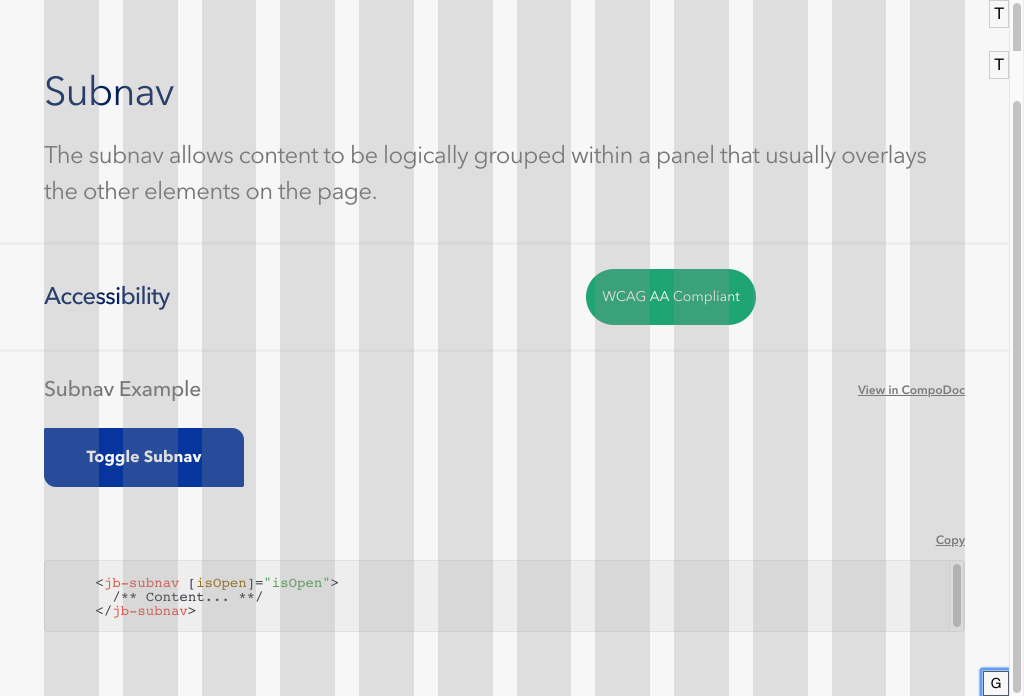 T
T
Subnav
The subnav allows content to be logically grouped within a panel that usually overlays
the other elements on the page.
Accessibility
WCAG AA Compliant
Subnav Example
View in CompoDoc
Toggle Subnav
Copy
<jb-subnav [isOpen]="isOpen">
  /** Content... **/
</jb-subnav>
G